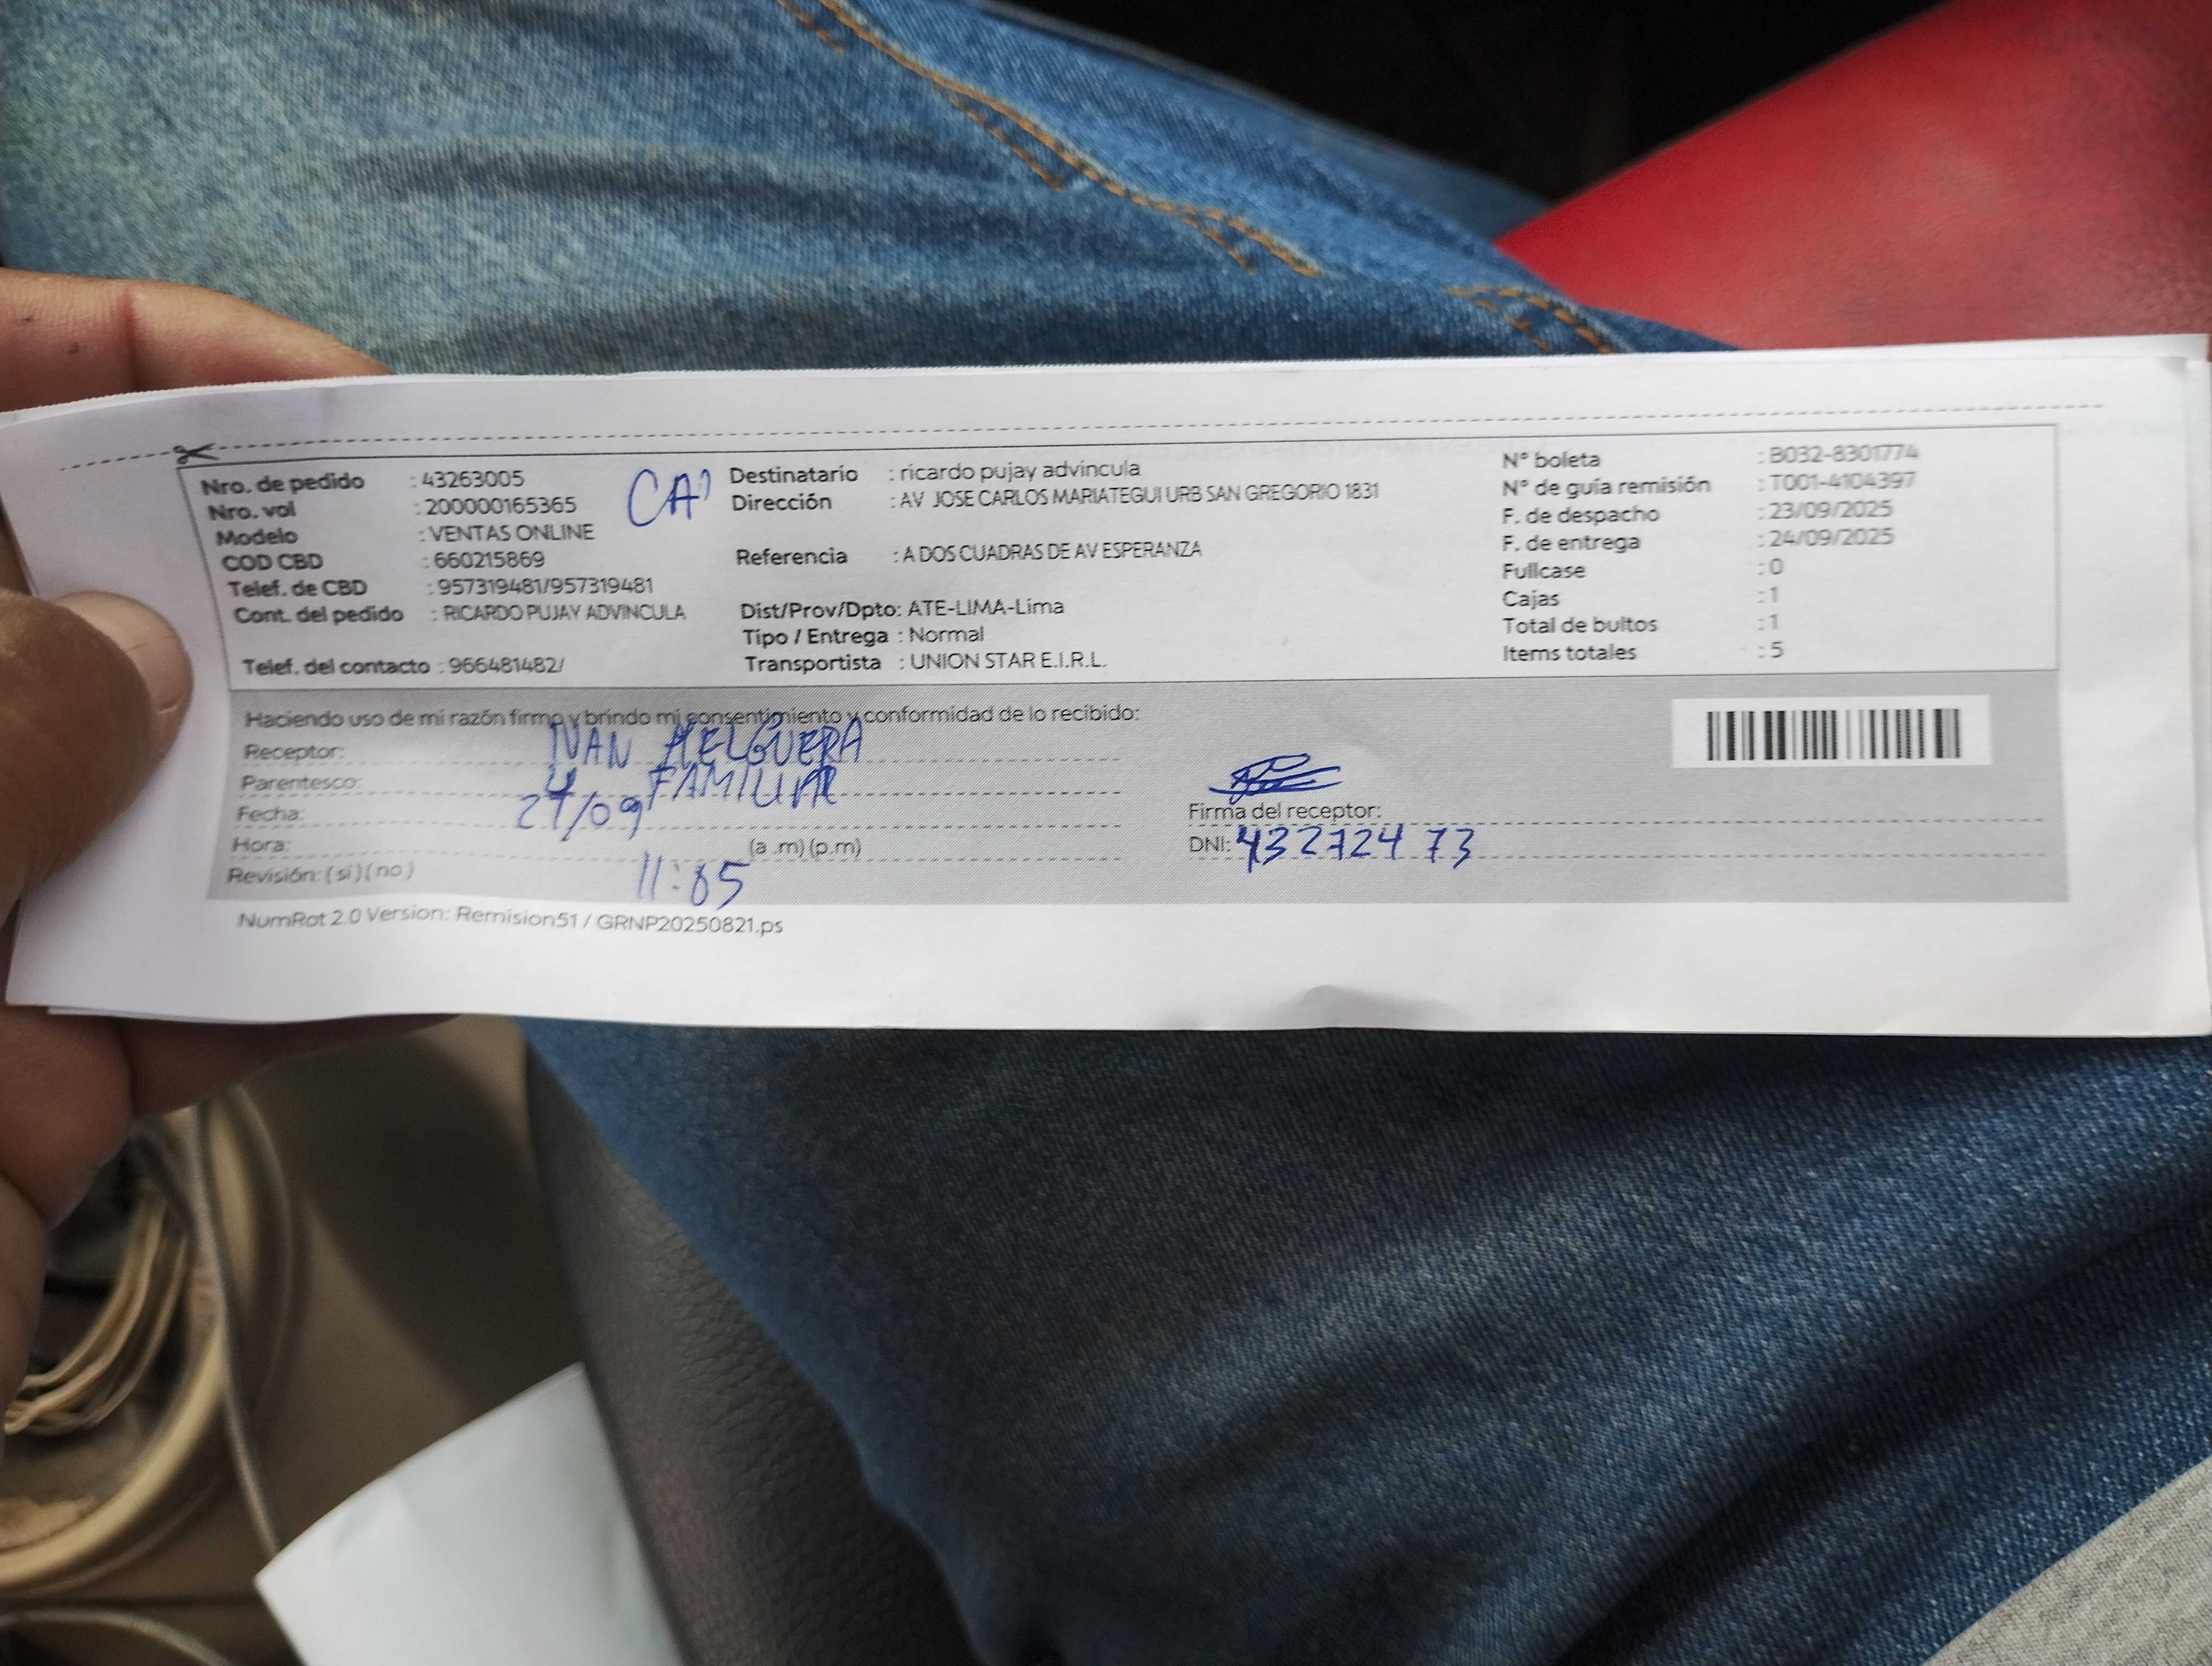 Nro. de pedido : 43263005
Nro. vol : 200000165365
Modelo : VENTAS ONLINE
COD CBD : 660215869
Telef. de CBD : 957319481/957319481
Cont. del pedido : RICARDO PUJAY ADVINCULA
Telef. del contacto : 966481482/
CA
Destinatario : ricardo pujay advincula
Dirección : AV JOSE CARLOS MARIATEGUI URB SAN GREGORIO 1831
Referencia : A DOS CUADRAS DE AV ESPERANZA
Dist/Prov/Dpto: ATE-LIMA-Lima
Tipo / Entrega : Normal
Transportista : UNION STAR E.I.R.L.
N° boleta : B032-8301774
N° de guía remisión : T001-4104397
F. de despacho : 23/09/2025
F. de entrega : 24/09/2025
Fullcase : 0
Cajas : 1
Total de bultos : 1
Items totales : 5
Haciendo uso de mi razón firmo y brindo mi consentimiento y conformidad de lo recibido:
Receptor: IVAN HELGUERA
Parentesco: FAMILIAR
Fecha: /09
Hora: (a .m) (p.m)
11:05
Revisión: (si) (no)
Firma del receptor:
DNI: 43272473
NumRot 2.0 Version: Remision51 / GRNP20250821.ps